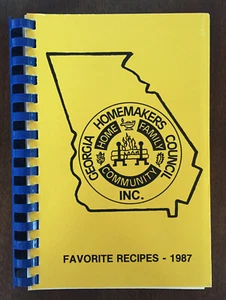 GEORGIA HOMEMAKERS COUNCIL
INC.
HOME FAMILY
COMMUNITY
FAVORITE RECIPES - 1987